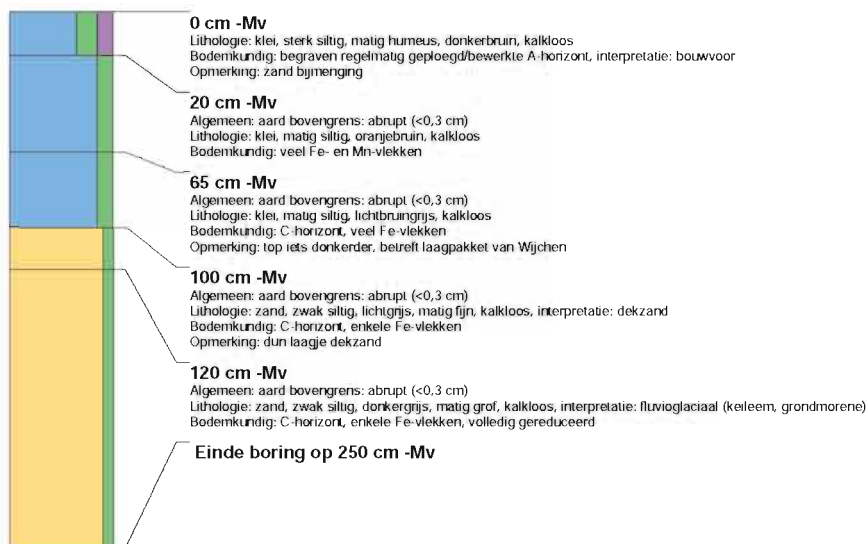 0 cm -Mv
Lithologie: klei, sterk siltig, matig humeus, donkerbruin, kalkloos
Bodemkundig: begraven regelmatig geploegd/bewerkte A-horizont, interpretatie: bouwvoor
Opmerking: zand bijmenging
20 cm -Mv
Algemeen: aard bovengrens: abrupt (<0,3 cm)
Lithologie: klei, matig siltig, oranjebruin, kalkloos
Bodemkundig: veel Fe- en Mn-vlekken
65 cm -Mv
Algemeen: aard bovengrens: abrupt (<0,3 cm)
Lithologie: klei, matig siltig, lichtbruingrijs, kalkloos
Bodemkundig: C-horizont, veel Fe-vlekken
Opmerking: top iets donkerder, betreft laagpakket van Wijchen
100 cm -Mv
Algemeen: aard bovengrens: abrupt (<0,3 cm)
Lithologie: zand, zwak siltig, lichtgrijs, matig fijn, kalkloos, interpretatie: dekzand
Bodemkundig: C-horizont, enkele Fe-vlekken
Opmerking: dun laagje dekzand
120 cm -Mv
Algemeen: aard bovengrens: abrupt (<0,3 cm)
Lithologie: zand, zwak siltig, donkergrijs, matig grof, kalkloos, interpretatie: fluvioglaciaal (keileem, grondmorene)
Bodemkundig: C-horizont, enkele Fe-vlekken, volledig gereduceerd
Einde boring op 250 cm -Mv